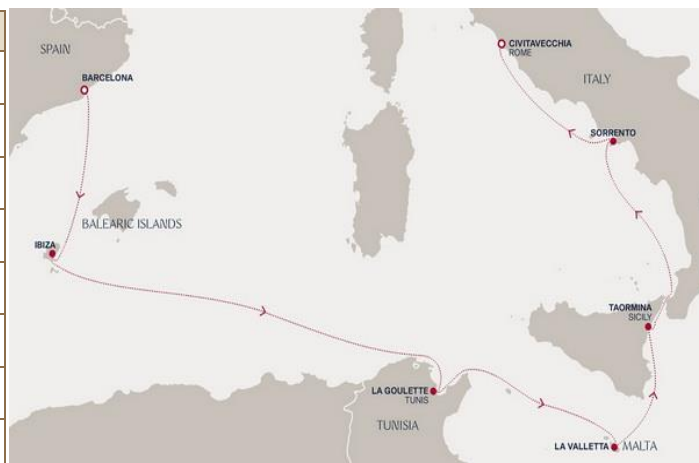 SPAIN
BARCELONA
BALEARIC ISLANDS
IBIZA
CIVITAVECCHIA
ROME
ITALY
SORRENTO
TAORMINA
SICILY
LA GOULETTE
TUNIS
TUNISIA
LA VALLETTA
MALTA